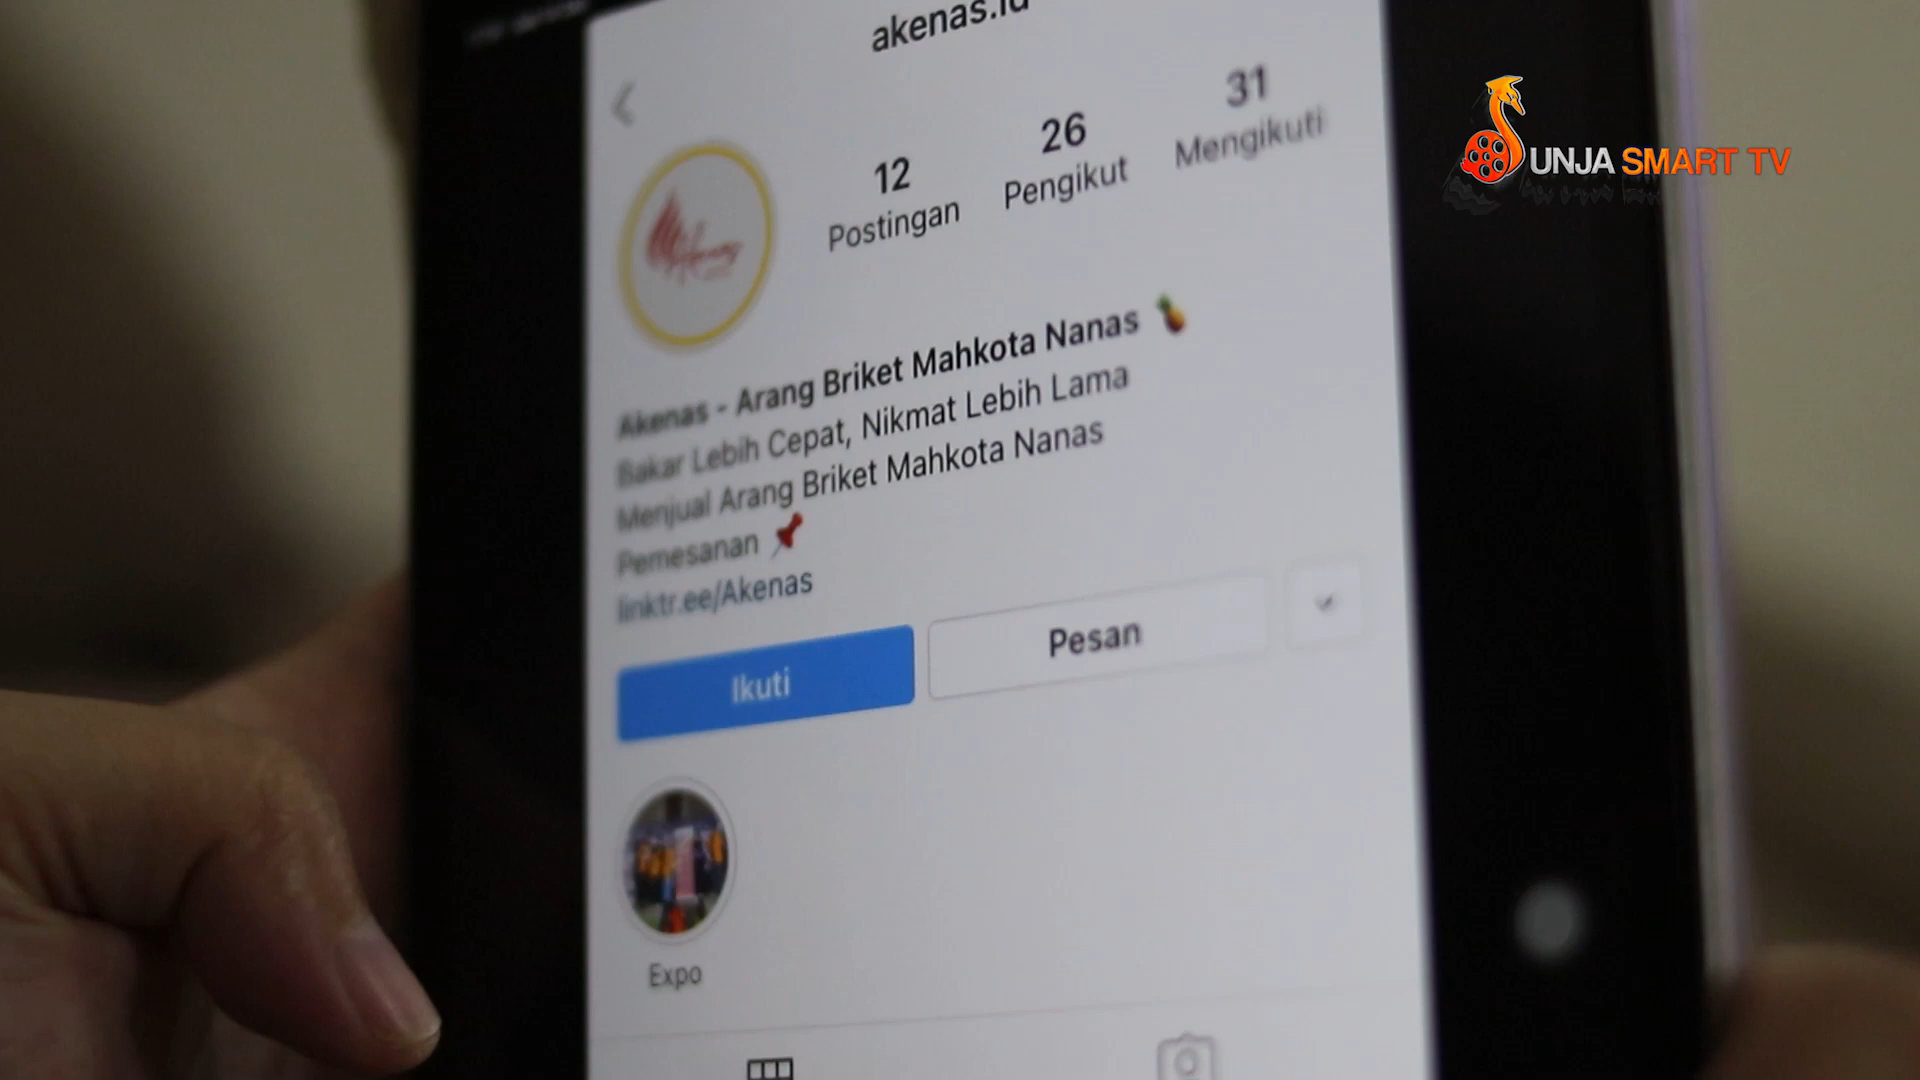 akenas.id
12
Postingan
26
Pengikut
31
Mengikuti
Akenas - Arang Briket Mahkota Nanas 🍍
Bakar Lebih Cepat, Nikmat Lebih Lama
Menjual Arang Briket Mahkota Nanas
Pemesanan 📌
linktr.ee/Akenas
Ikuti
Pesan
Expo
UNJA SMART TV